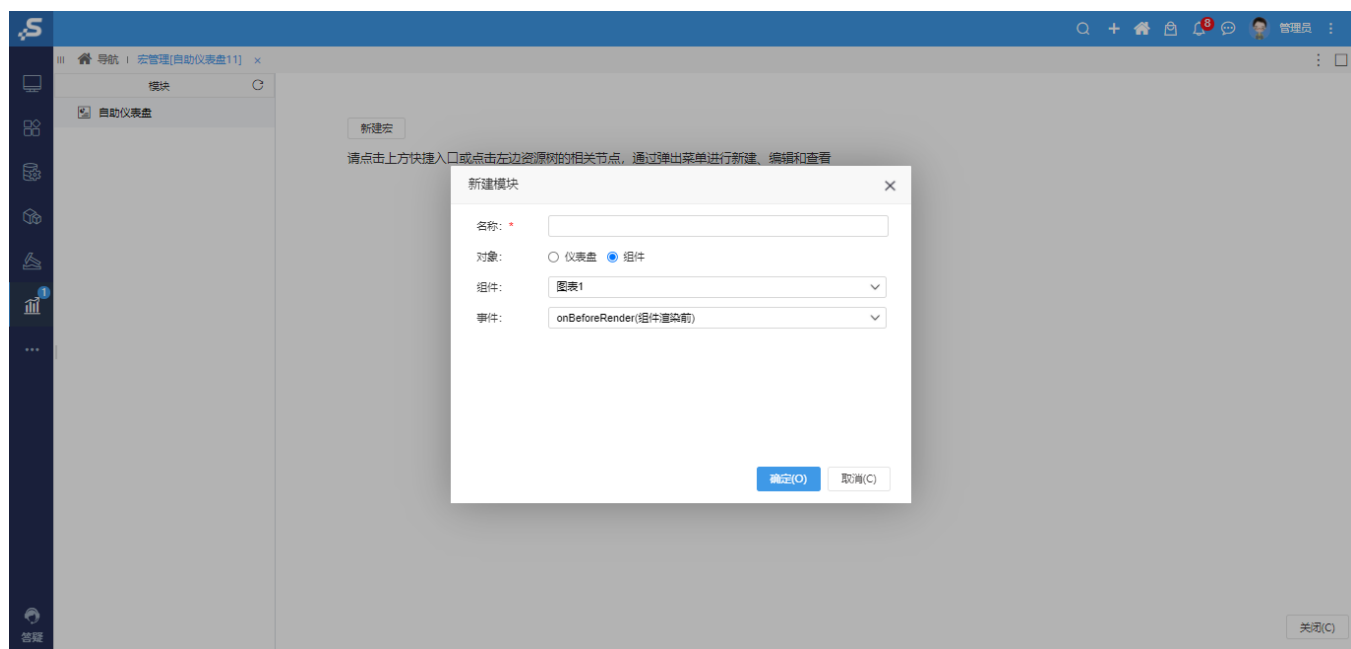 S
8
管理员
导航
宏管理[自助仪表盘11] ×
模块
自助仪表盘
新建宏
请点击上方快捷入口或点击左边资源树的相关节点，通过弹出菜单进行新建、编辑和查看
新建模块
名称: *
对象: 仪表盘 组件
组件: 图表1
事件: onBeforeRender(组件渲染前)
确定(O) 取消(C)
1
答疑
关闭(C)